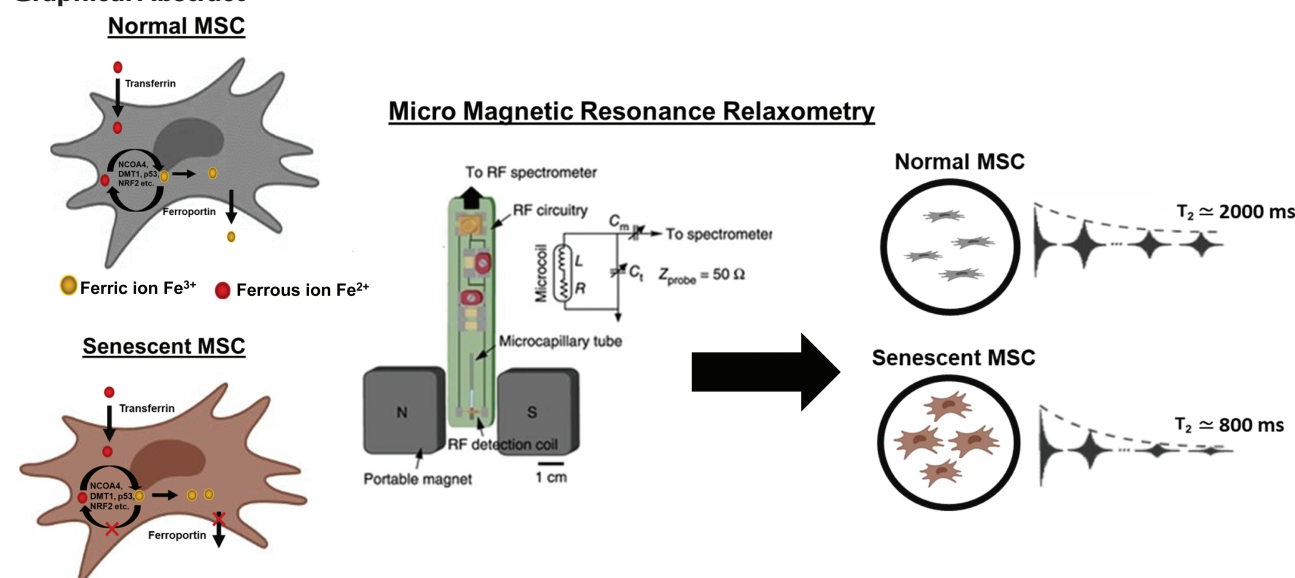 Graphical Abstract
Normal MSC
Transferrin
NCOA4,
DMT1, p53,
NRF2 etc.
Ferroportin
Ferric ion Fe³⁺
Ferrous ion Fe²⁺
Senescent MSC
Transferrin
NCOA4,
DMT1, p53,
NRF2 etc.
Ferroportin
Micro Magnetic Resonance Relaxometry
To RF spectrometer
RF circuitry
Cₘ
To spectrometer
Microcoil
L
R
Cₜ
Z_probe = 50 Ω
Microcapillary tube
N
S
RF detection coil
Portable magnet
1 cm
Normal MSC
T₂ ≃ 2000 ms
...
Senescent MSC
T₂ ≃ 800 ms
...